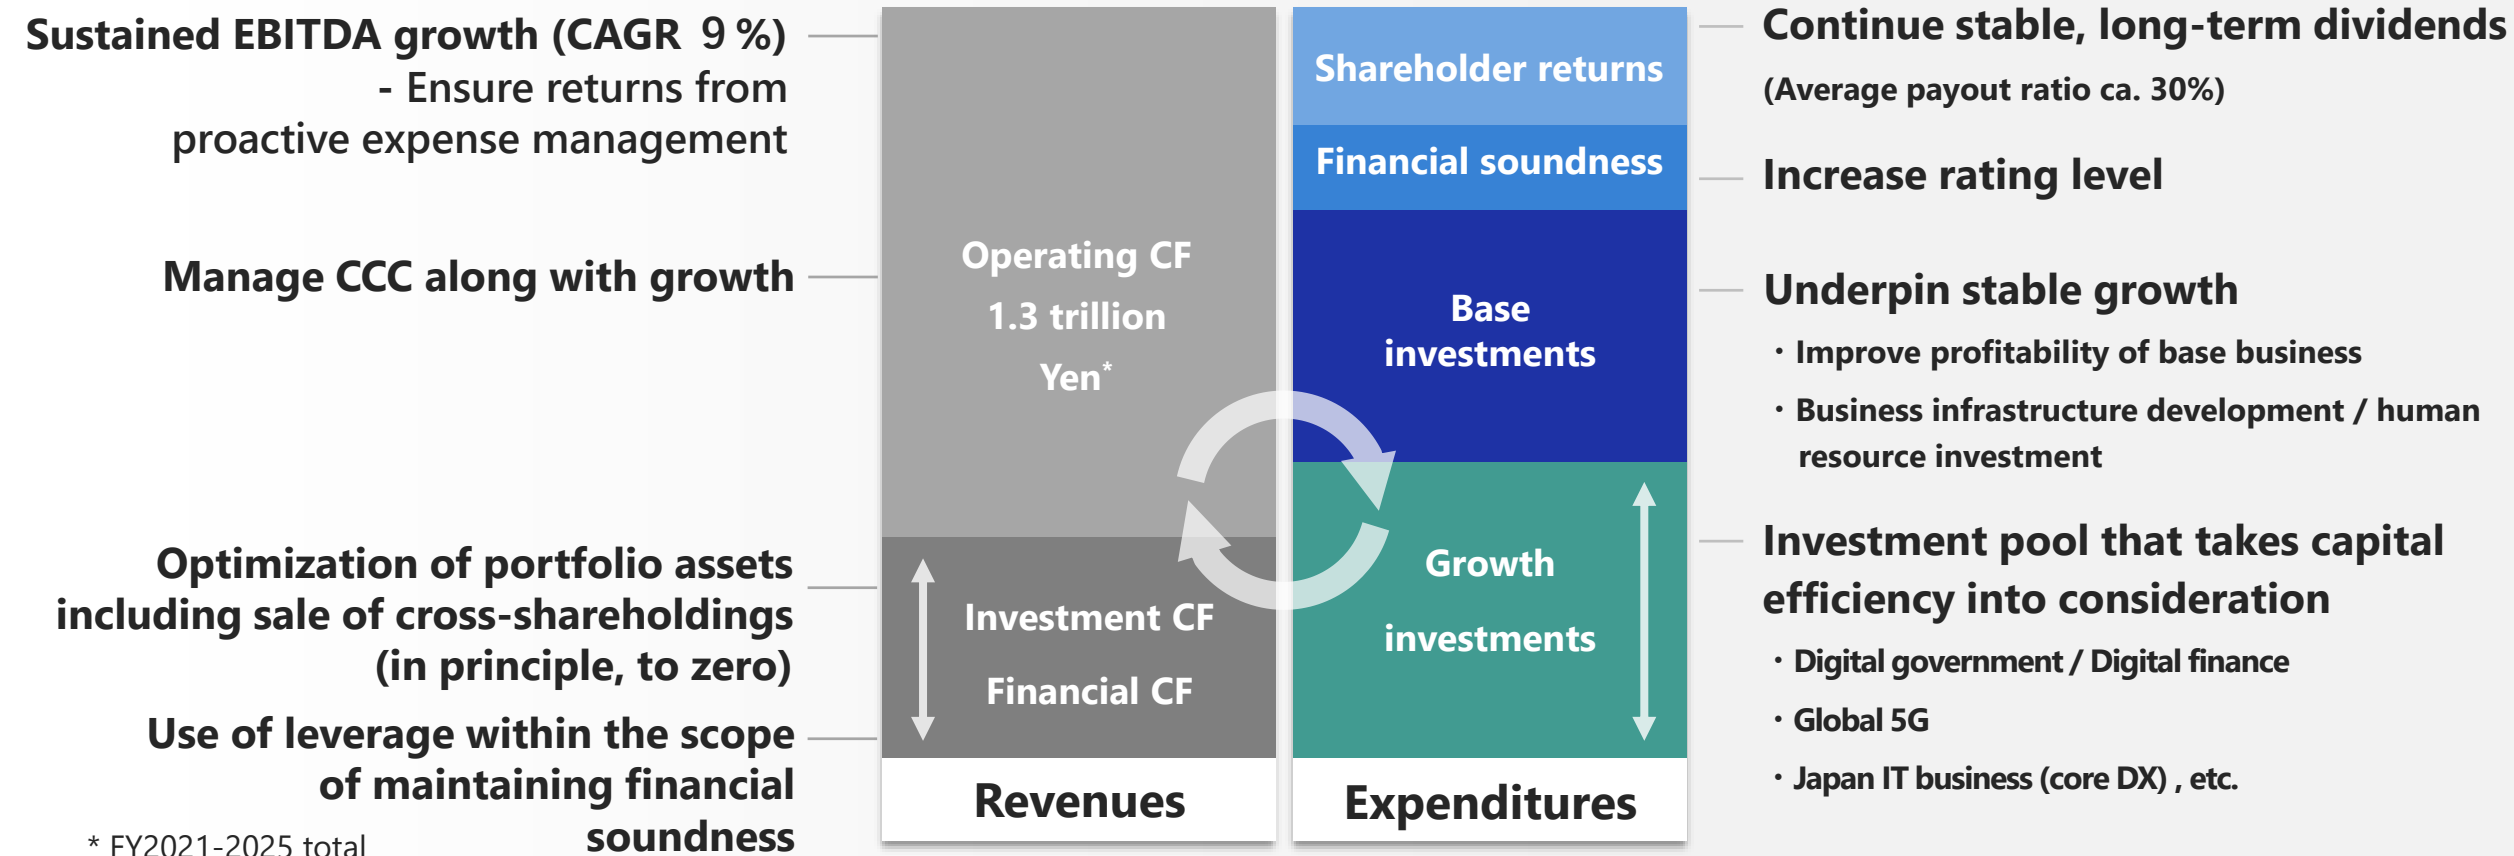 Sustained EBITDA growth (CAGR ９%)
- Ensure returns from
proactive expense management
Manage CCC along with growth
Optimization of portfolio assets
including sale of cross-shareholdings
(in principle, to zero)
Use of leverage within the scope
of maintaining financial
soundness
* FY2021-2025 total
Operating CF
1.3 trillion
Yen*
Investment CF
Financial CF
Revenues
Shareholder returns
Financial soundness
Base
investments
Growth
investments
Expenditures
Continue stable, long-term dividends
(Average payout ratio ca. 30%)
Increase rating level
Underpin stable growth
・Improve profitability of base business
・Business infrastructure development / human
resource investment
Investment pool that takes capital
efficiency into consideration
・Digital government / Digital finance
・Global 5G
・Japan IT business (core DX) , etc.